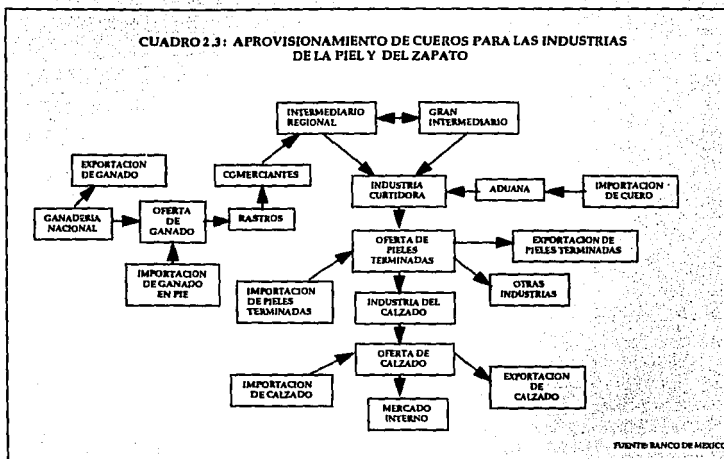 CUADRO 2.3: APROVISIONAMIENTO DE CUEROS PARA LAS INDUSTRIAS
DE LA PIEL Y DEL ZAPATO
INTERMEDIARIO
REGIONAL
GRAN
INTERMEDIARIO
EXPORTACION
DE GANADO
COMERCIANTES
INDUSTRIA
CURTIDORA
ADUANA
IMPORTACION
DE CUERO
GANADERIA
NACIONAL
OFERTA
DE
GANADO
RASTROS
OFERTA DE
PIELES
TERMINADAS
EXPORTACION DE
PIELES TERMINADAS
IMPORTACION
DE GANADO
EN PIE
IMPORTACION
DE PIELES
TERMINADAS
OTRAS
INDUSTRIAS
INDUSTRIA DEL
CALZADO
OFERTA DE
CALZADO
IMPORTACION
DE CALZADO
EXPORTACION
DE
CALZADO
MERCADO
INTERNO
FUENTE: BANCO DE MEXICO